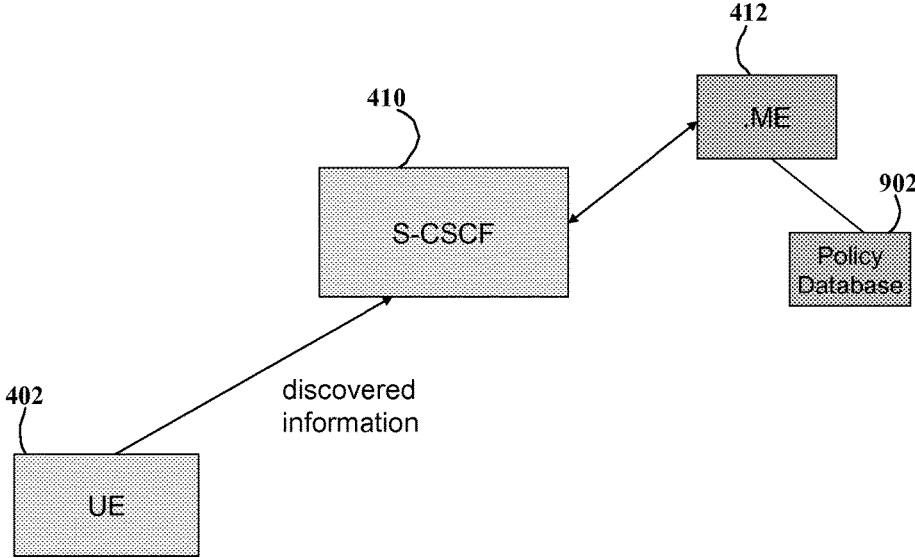 412
410
.ME
902
S-CSCF
Policy
Database
discovered
information
402
UE